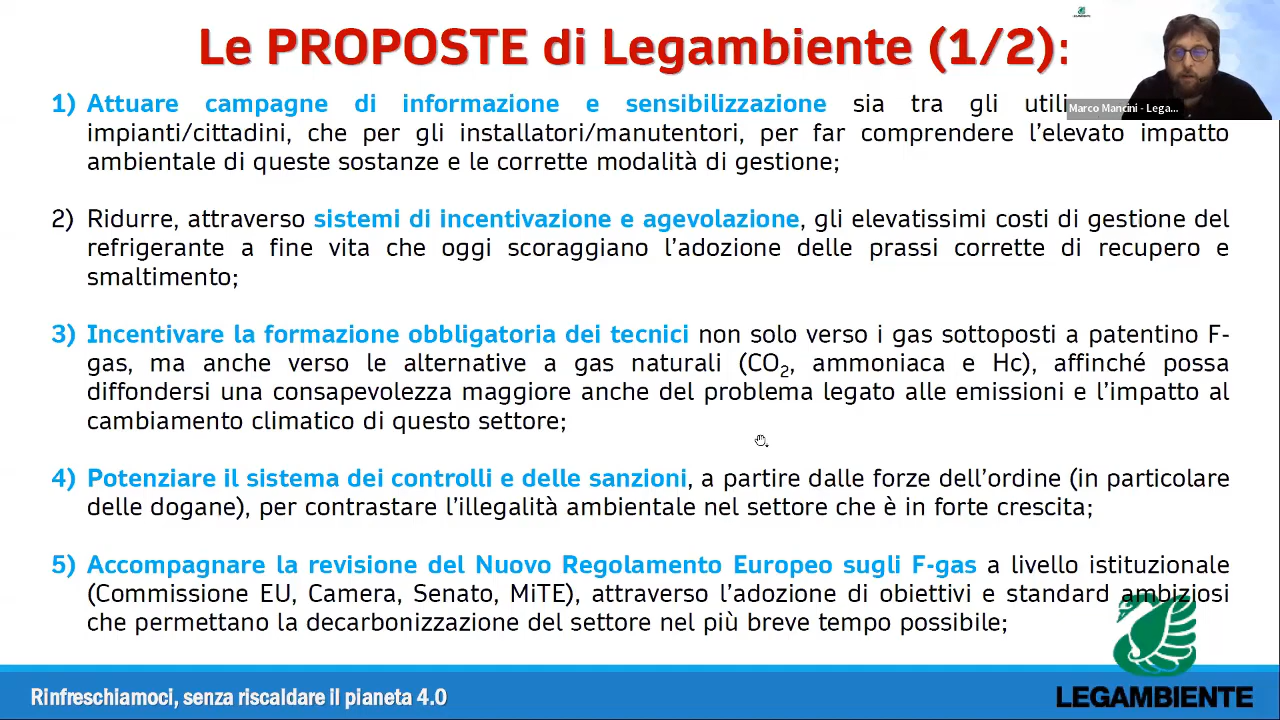 Le PROPOSTE di Legambiente (1/2):
Marco Mancini - Lega...
1) Attuare campagne di informazione e sensibilizzazione sia tra gli
impianti/cittadini, che per gli installatori/manutentori, per far comprendere l’elevato impatto
ambientale di queste sostanze e le corrette modalità di gestione;
2) Ridurre, attraverso sistemi di incentivazione e agevolazione, gli elevatissimi costi di gestione del
refrigerante a fine vita che oggi scoraggiano l’adozione delle prassi corrette di recupero e
smaltimento;
3) Incentivare la formazione obbligatoria dei tecnici non solo verso i gas sottoposti a patentino F-
gas, ma anche verso le alternative a gas naturali (CO₂, ammoniaca e Hc), affinché possa
diffondersi una consapevolezza maggiore anche del problema legato alle emissioni e l’impatto al
cambiamento climatico di questo settore;
4) Potenziare il sistema dei controlli e delle sanzioni, a partire dalle forze dell’ordine (in particolare
delle dogane), per contrastare l’illegalità ambientale nel settore che è in forte crescita;
5) Accompagnare la revisione del Nuovo Regolamento Europeo sugli F-gas a livello istituzionale
(Commissione EU, Camera, Senato, MiTE), attraverso l’adozione di obiettivi e standard ambiziosi
che permettano la decarbonizzazione del settore nel più breve tempo possibile;
Rinfreschiamoci, senza riscaldare il pianeta 4.0
LEGAMBIENTE